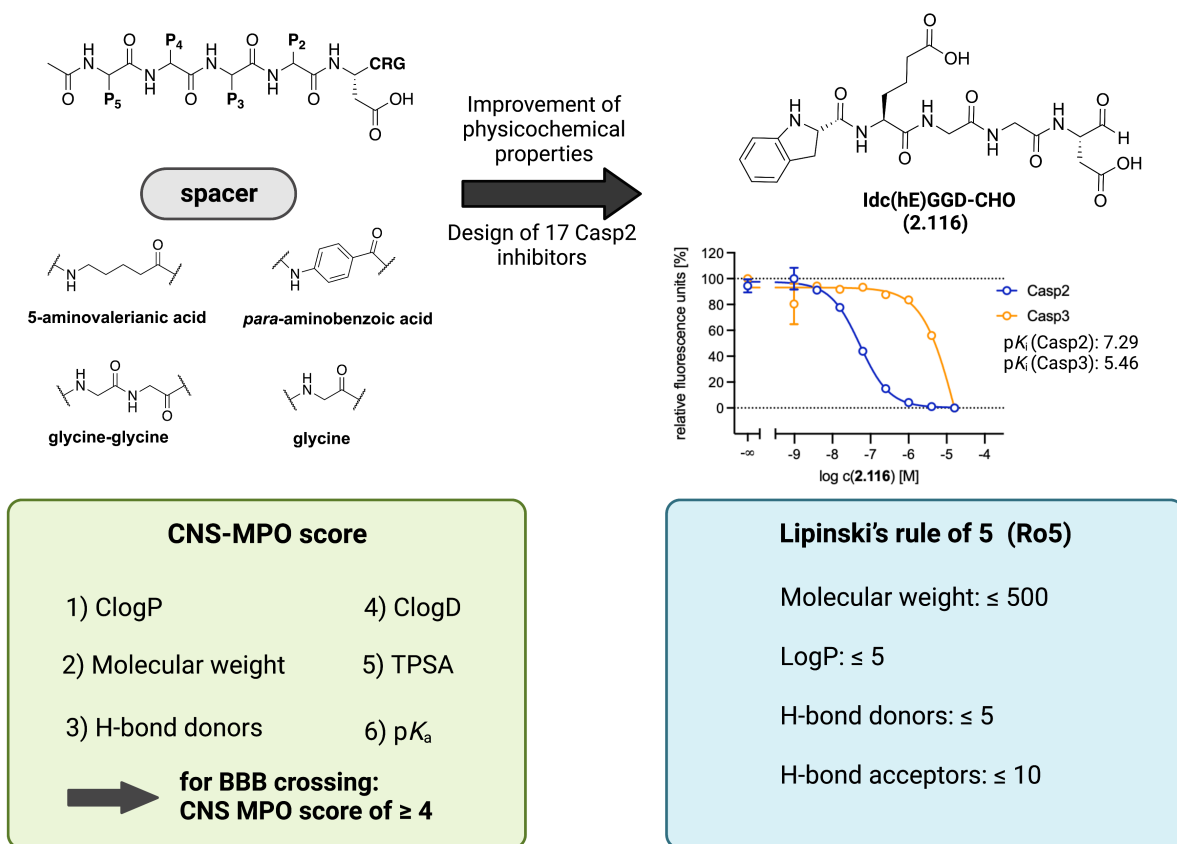 H
N
O
P₄
H
N
O
P₂
H
N
CRG
O
P₅
N
H
O
P₃
N
H
O
OH
O
spacer
N
H
O
5-aminovalerianic acid
N
H
O
para-aminobenzoic acid
H
N
O
N
H
O
glycine-glycine
H
N
O
glycine
Improvement of
physicochemical
properties
Design of 17 Casp2
inhibitors
O
OH
H
N
O
N
H
O
H
N
O
N
H
O
H
N
O
H
OH
O
Idc(hE)GGD-CHO
(2.116)
relative fluorescence units [%]
120
100
80
60
40
20
0
-∞
-9
-8
-7
-6
-5
-4
log c(2.116) [M]
Casp2
Casp3
pKi (Casp2): 7.29
pKi (Casp3): 5.46
CNS-MPO score
1) ClogP
4) ClogD
2) Molecular weight
5) TPSA
3) H-bond donors
6) pKa
for BBB crossing:
CNS MPO score of ≥ 4
Lipinski’s rule of 5 (Ro5)
Molecular weight: ≤ 500
LogP: ≤ 5
H-bond donors: ≤ 5
H-bond acceptors: ≤ 10